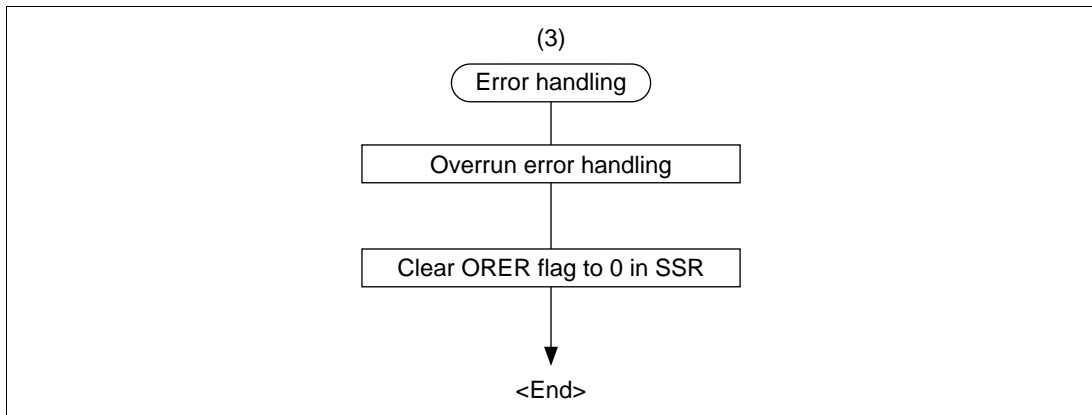 (3)
Error handling
Overrun error handling
Clear ORER flag to 0 in SSR
<End>